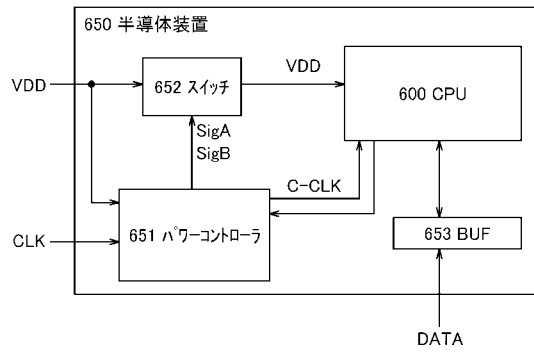 650 半導体装置
VDD
652 スイッチ
VDD
600 CPU
SigA
SigB
C-CLK
CLK
651 パワーコントローラ
653 BUF
DATA